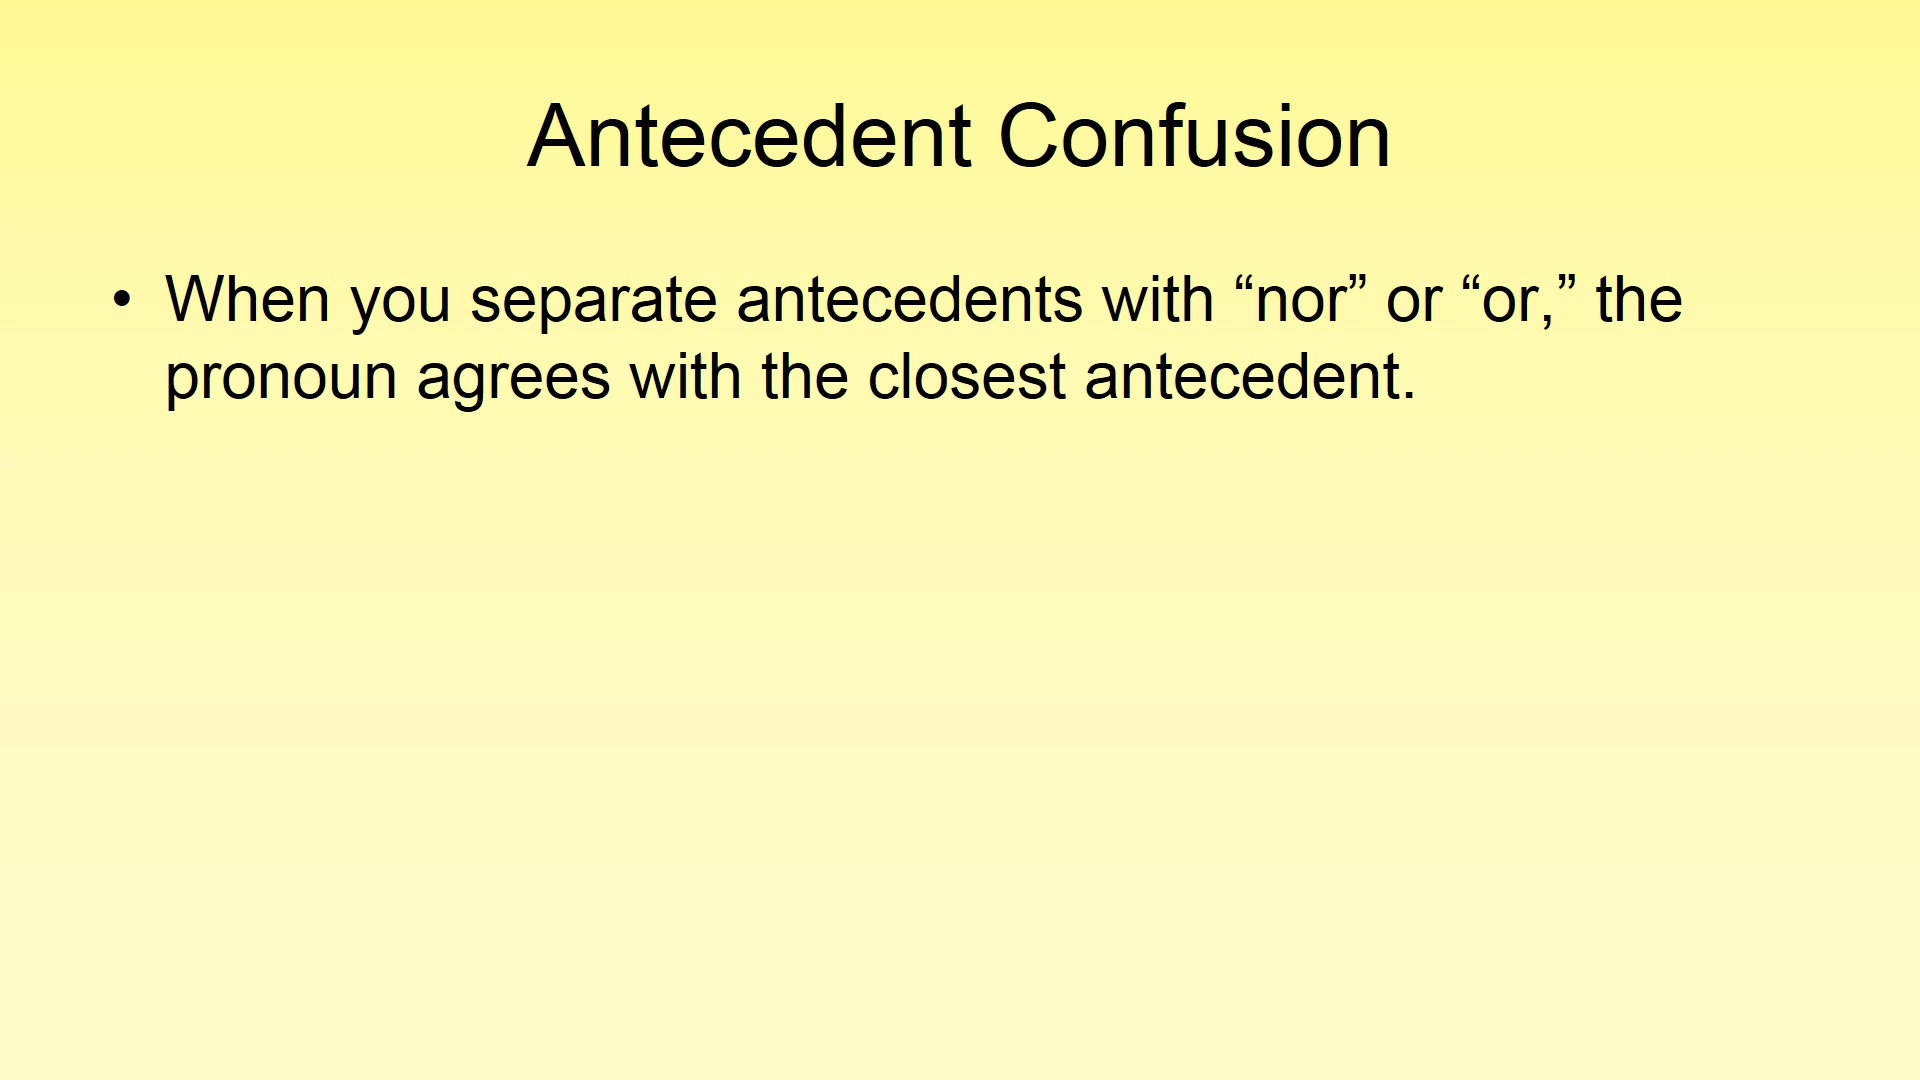 Antecedent Confusion
• When you separate antecedents with “nor” or “or,” the
pronoun agrees with the closest antecedent.